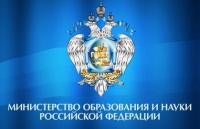 МИНИСТЕРСТВО ОБРАЗОВАНИЯ И НАУКИ
РОССИЙСКОЙ ФЕДЕРАЦИИ